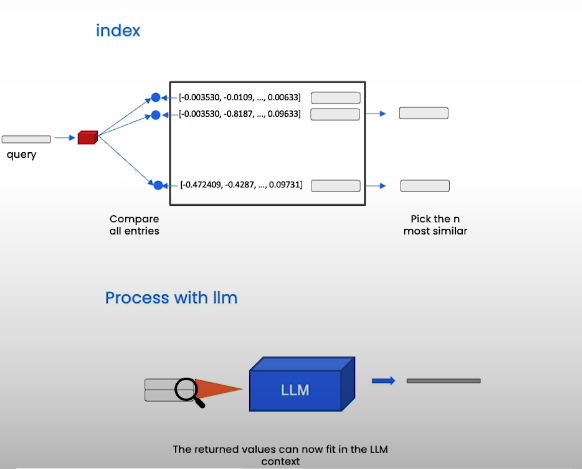 index
[-0.003530, -0.0109, ..., 0.00633]
[-0.003530, -0.8187, ..., 0.09633]
query
[-0.472409, -0.4287, ..., 0.09731]
Compare
all entries
Pick the n
most similar
Process with llm
LLM
The returned values can now fit in the LLM
context